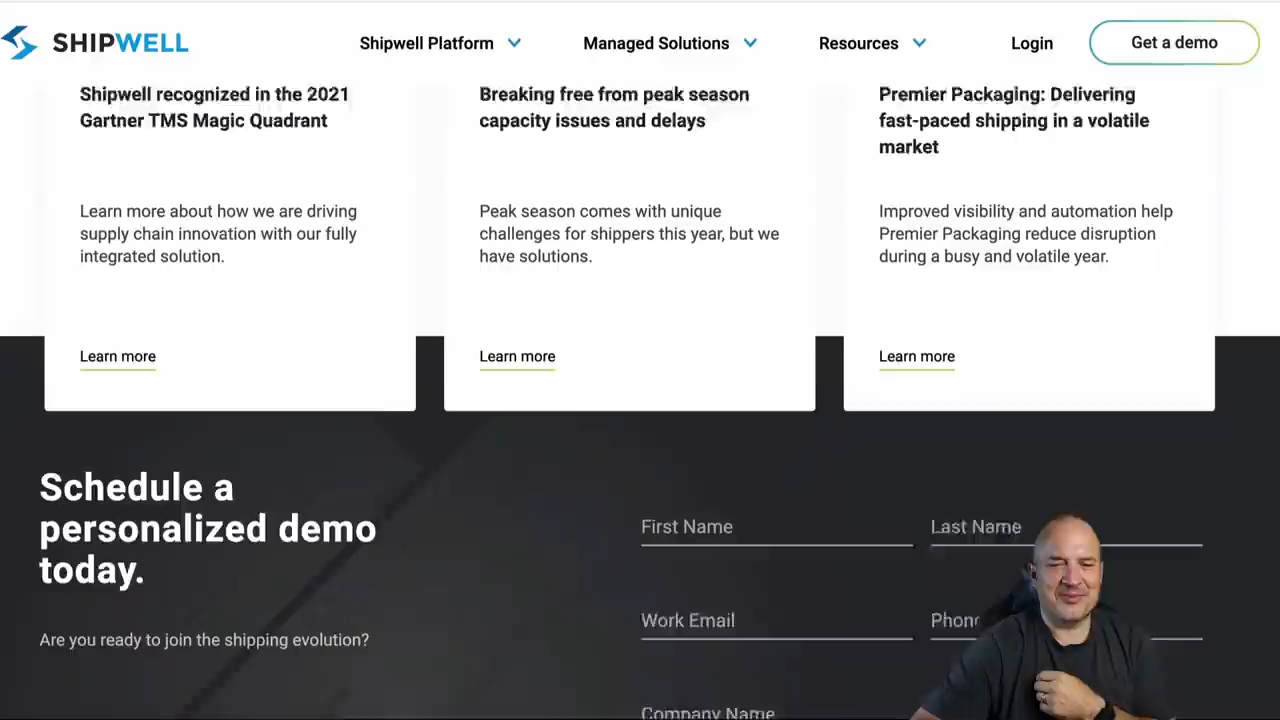 SHIPWELL
Shipwell Platform
Managed Solutions
Resources
Login
Get a demo
Shipwell recognized in the 2021
Gartner TMS Magic Quadrant
Learn more about how we are driving
supply chain innovation with our fully
integrated solution.
Learn more
Breaking free from peak season
capacity issues and delays
Peak season comes with unique
challenges for shippers this year, but we
have solutions.
Learn more
Premier Packaging: Delivering
fast-paced shipping in a volatile
market
Improved visibility and automation help
Premier Packaging reduce disruption
during a busy and volatile year.
Learn more
Schedule a
personalized demo
today.
Are you ready to join the shipping evolution?
First Name
Last Name
Work Email
Phon
Company Name